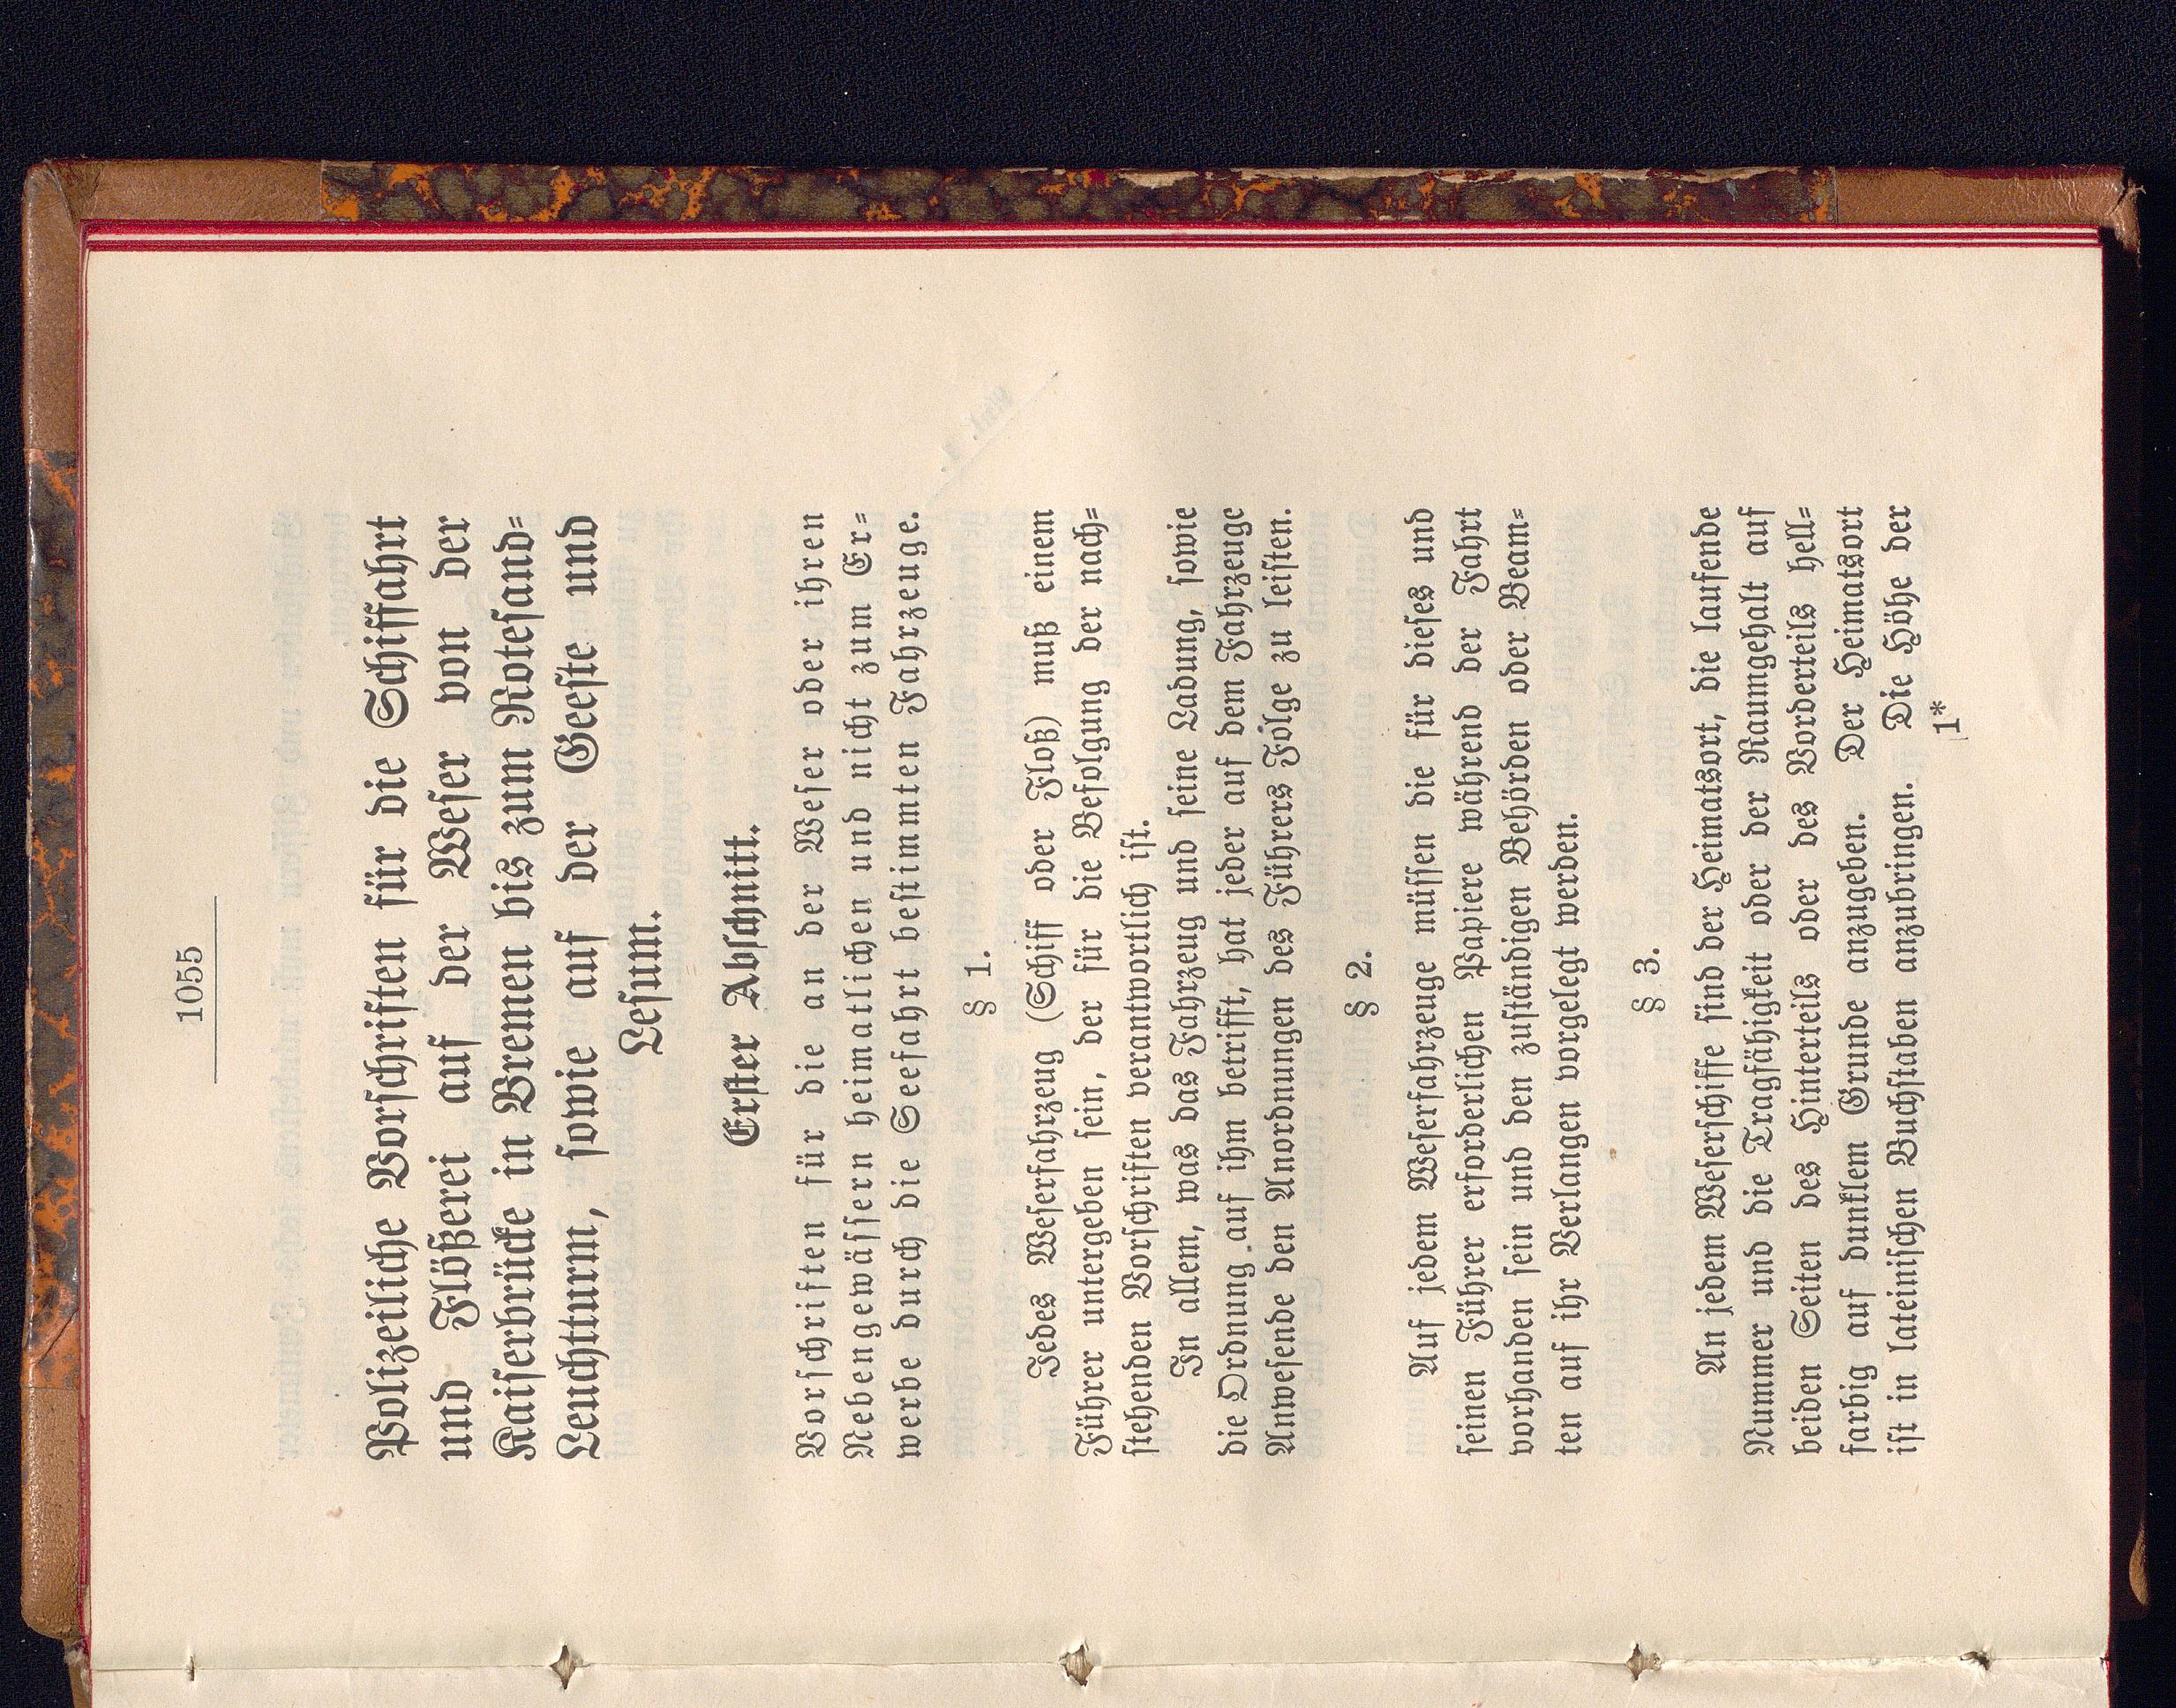 1055
Polizeiliche Vorschriften für die Schiffahrt
und Flößerei auf der Weser von der
Kaiserbrücke in Bremen bis zum Rotesand-
Leuchtturm, sowie auf der Geeste und
Lesum.
Erster Abschnitt.
Vorschriften für die an der Weser oder ihren
Nebengewässern heimatlichen und nicht zum Er-
werbe durch die Seefahrt bestimmten Fahrzeuge.
§ 1.
Jedes Weserfahrzeug (Schiff oder Floß) muß einem
Führer untergeben sein, der für die Befolgung der nach-
stehenden Vorschriften verantwortlich ist.
In allem, was das Fahrzeug und seine Ladung, sowie
die Ordnung auf ihm betrifft, hat jeder auf dem Fahrzeuge
Anwesende den Anordnungen des Führers Folge zu leisten.
§ 2.
Auf jedem Weserfahrzeuge müssen die für dieses und
seinen Führer erforderlichen Papiere während der Fahrt
vorhanden sein und den zuständigen Behörden oder Beam-
ten auf ihr Verlangen vorgelegt werden.
§ 3.
An jedem Weserschiffe sind der Heimatsort, die laufende
Nummer und die Tragfähigkeit oder der Raumgehalt auf
beiden Seiten des Hinterteils oder des Vorderteils hell-
farbig auf dunklem Grunde anzugeben. Der Heimatsort
ist in lateinischen Buchstaben anzubringen. Die Höhe der
1*